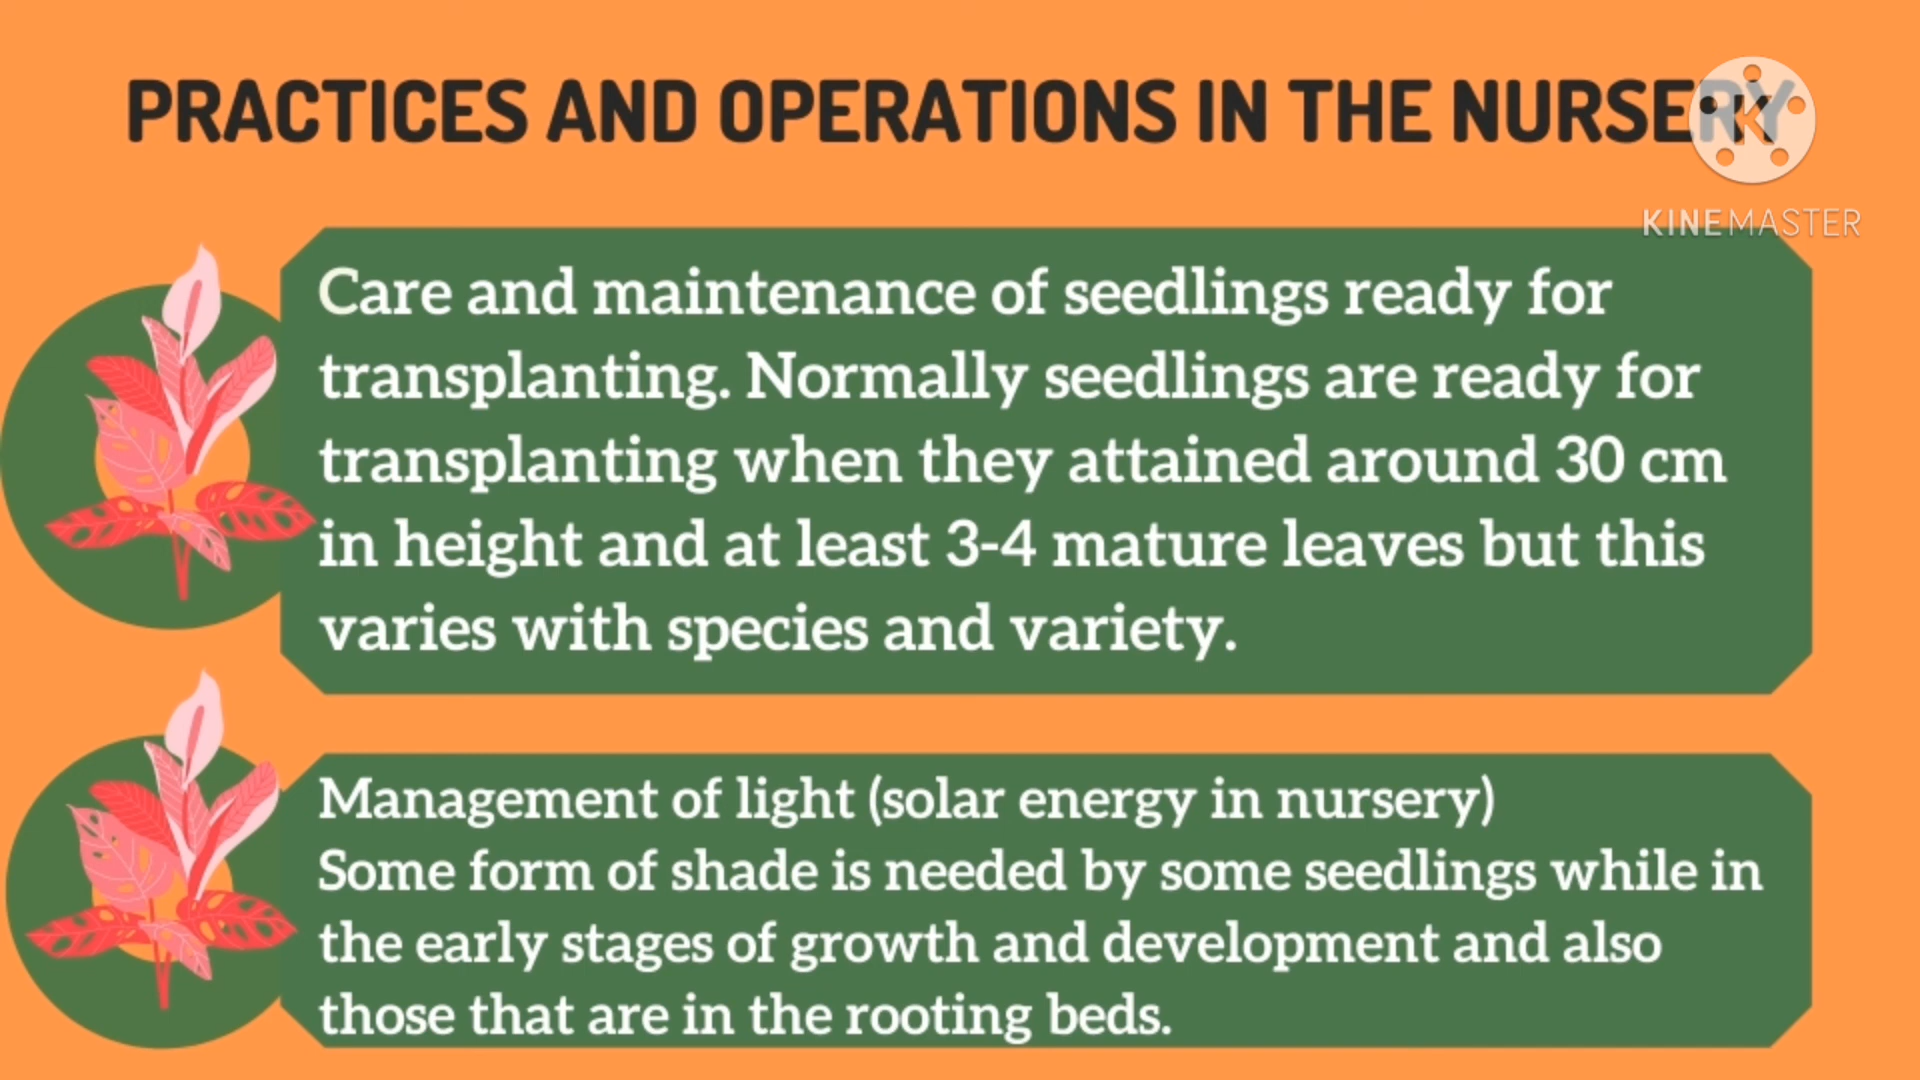 PRACTICES AND OPERATIONS IN THE NURSERY
K
KINEMASTER
Care and maintenance of seedlings ready for
transplanting. Normally seedlings are ready for
transplanting when they attained around 30 cm
in height and at least 3-4 mature leaves but this
varies with species and variety.
Management of light (solar energy in nursery)
Some form of shade is needed by some seedlings while in
the early stages of growth and development and also
those that are in the rooting beds.